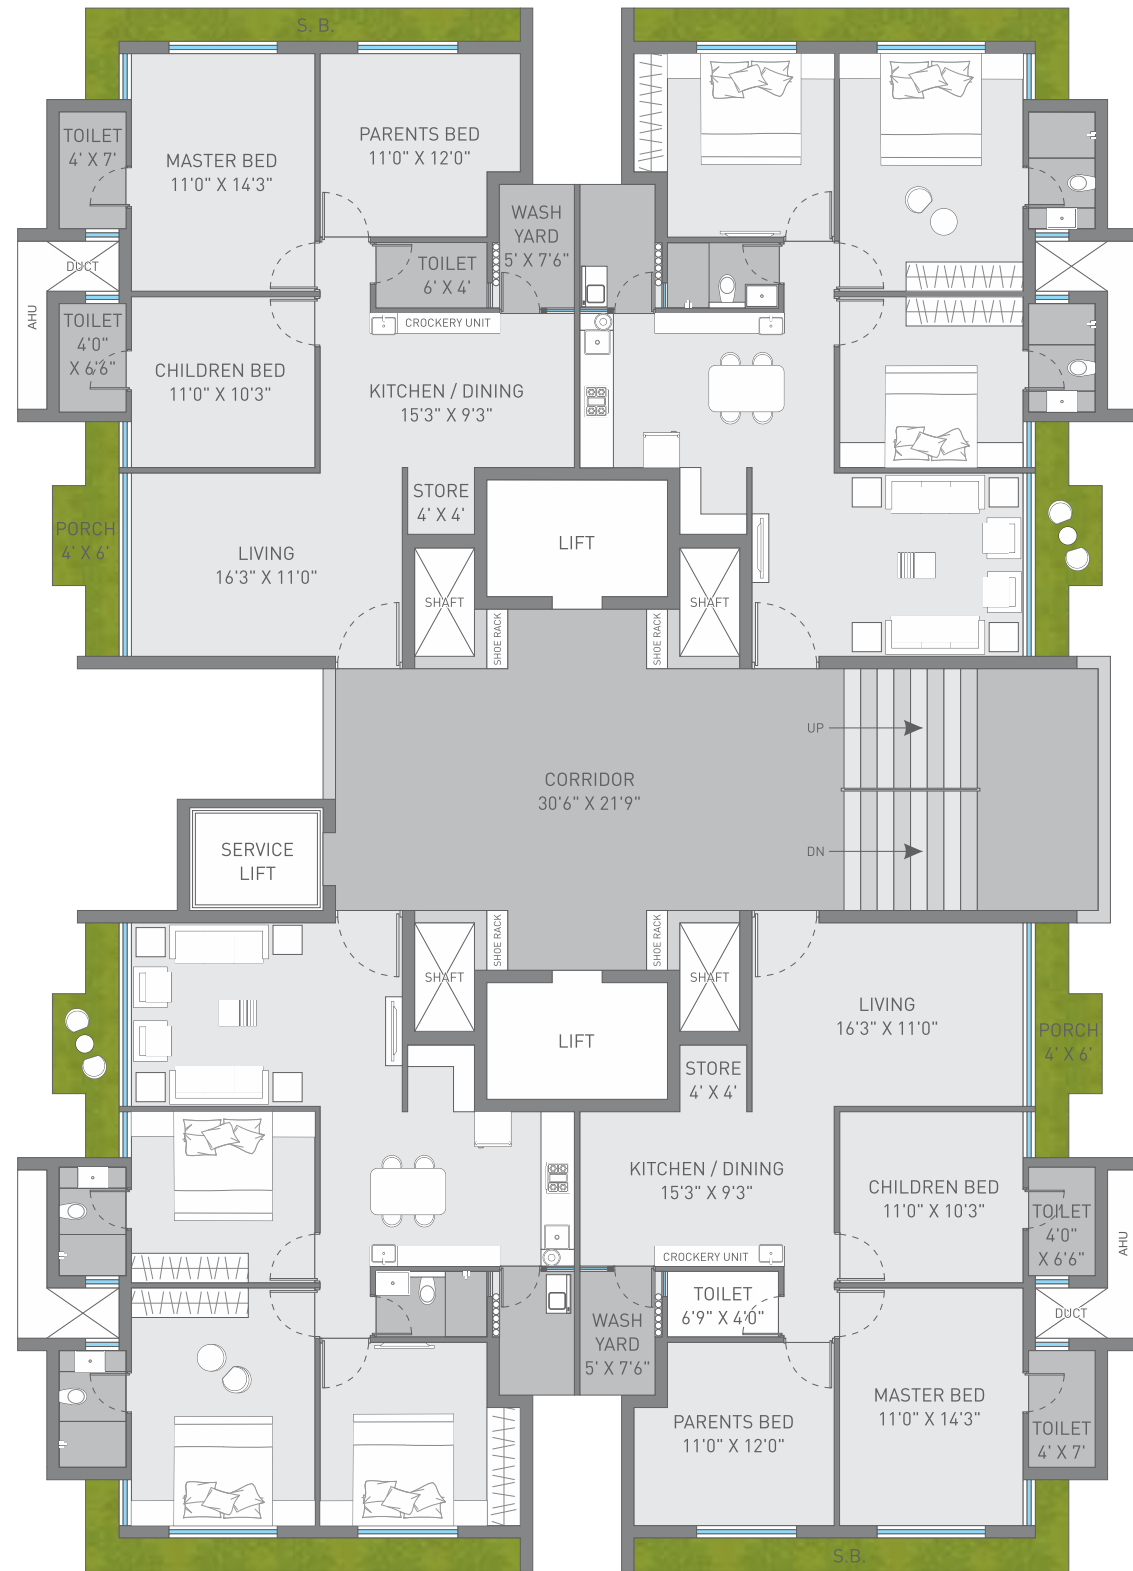 S. B.
TOILET
4' X 7'
MASTER BED
11'0" X 14'3"
PARENTS BED
11'0" X 12'0"
WASH
YARD
5' X 7'6"
DUCT
TOILET
6' X 4'
AHU
TOILET
4'0"
X 6'6"
CROCKERY UNIT
CHILDREN BED
11'0" X 10'3"
KITCHEN / DINING
15'3" X 9'3"
STORE
4' X 4'
PORCH
4' X 6'
LIVING
16'3" X 11'0"
LIFT
SHAFT
SHAFT
SHOE RACK
SHOE RACK
UP
CORRIDOR
30'6" X 21'9"
SERVICE
LIFT
DN
SHOE RACK
SHOE RACK
SHAFT
SHAFT
LIVING
16'3" X 11'0"
PORCH
4' X 6'
LIFT
STORE
4' X 4'
KITCHEN / DINING
15'3" X 9'3"
CHILDREN BED
11'0" X 10'3"
TOILET
4'0"
X 6'6"
AHU
CROCKERY UNIT
TOILET
6'9" X 4'0"
DUCT
WASH
YARD
5' X 7'6"
MASTER BED
11'0" X 14'3"
PARENTS BED
11'0" X 12'0"
TOILET
4' X 7'
S.B.